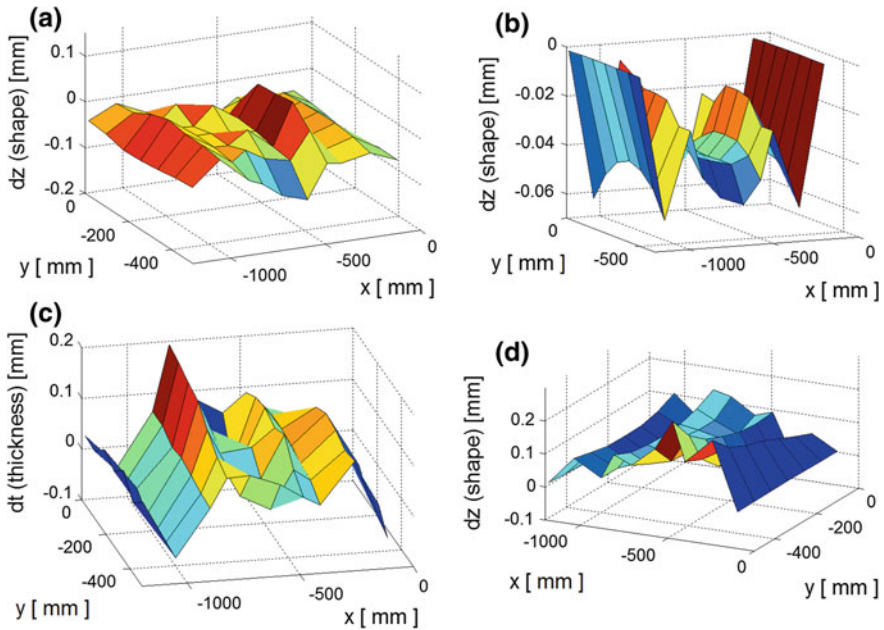 (a)
dz (shape) [mm]
0.1
0
-0.1
-0.2
0
-200
-400
y [ mm ]
-1000
-500
0
x [ mm ]
(b)
dz (shape) [mm]
0
-0.02
-0.04
-0.06
0
-500
y [ mm ]
-1000
-500
0
x [ mm ]
(c)
dt (thickness) [mm]
0.2
0.1
0
-0.1
0
-200
-400
y [ mm ]
-1000
-500
0
x [ mm ]
(d)
dz (shape) [mm]
0.2
0.1
0
-0.1
-1000
-500
0
x [ mm ]
0
-200
-400
y [ mm ]